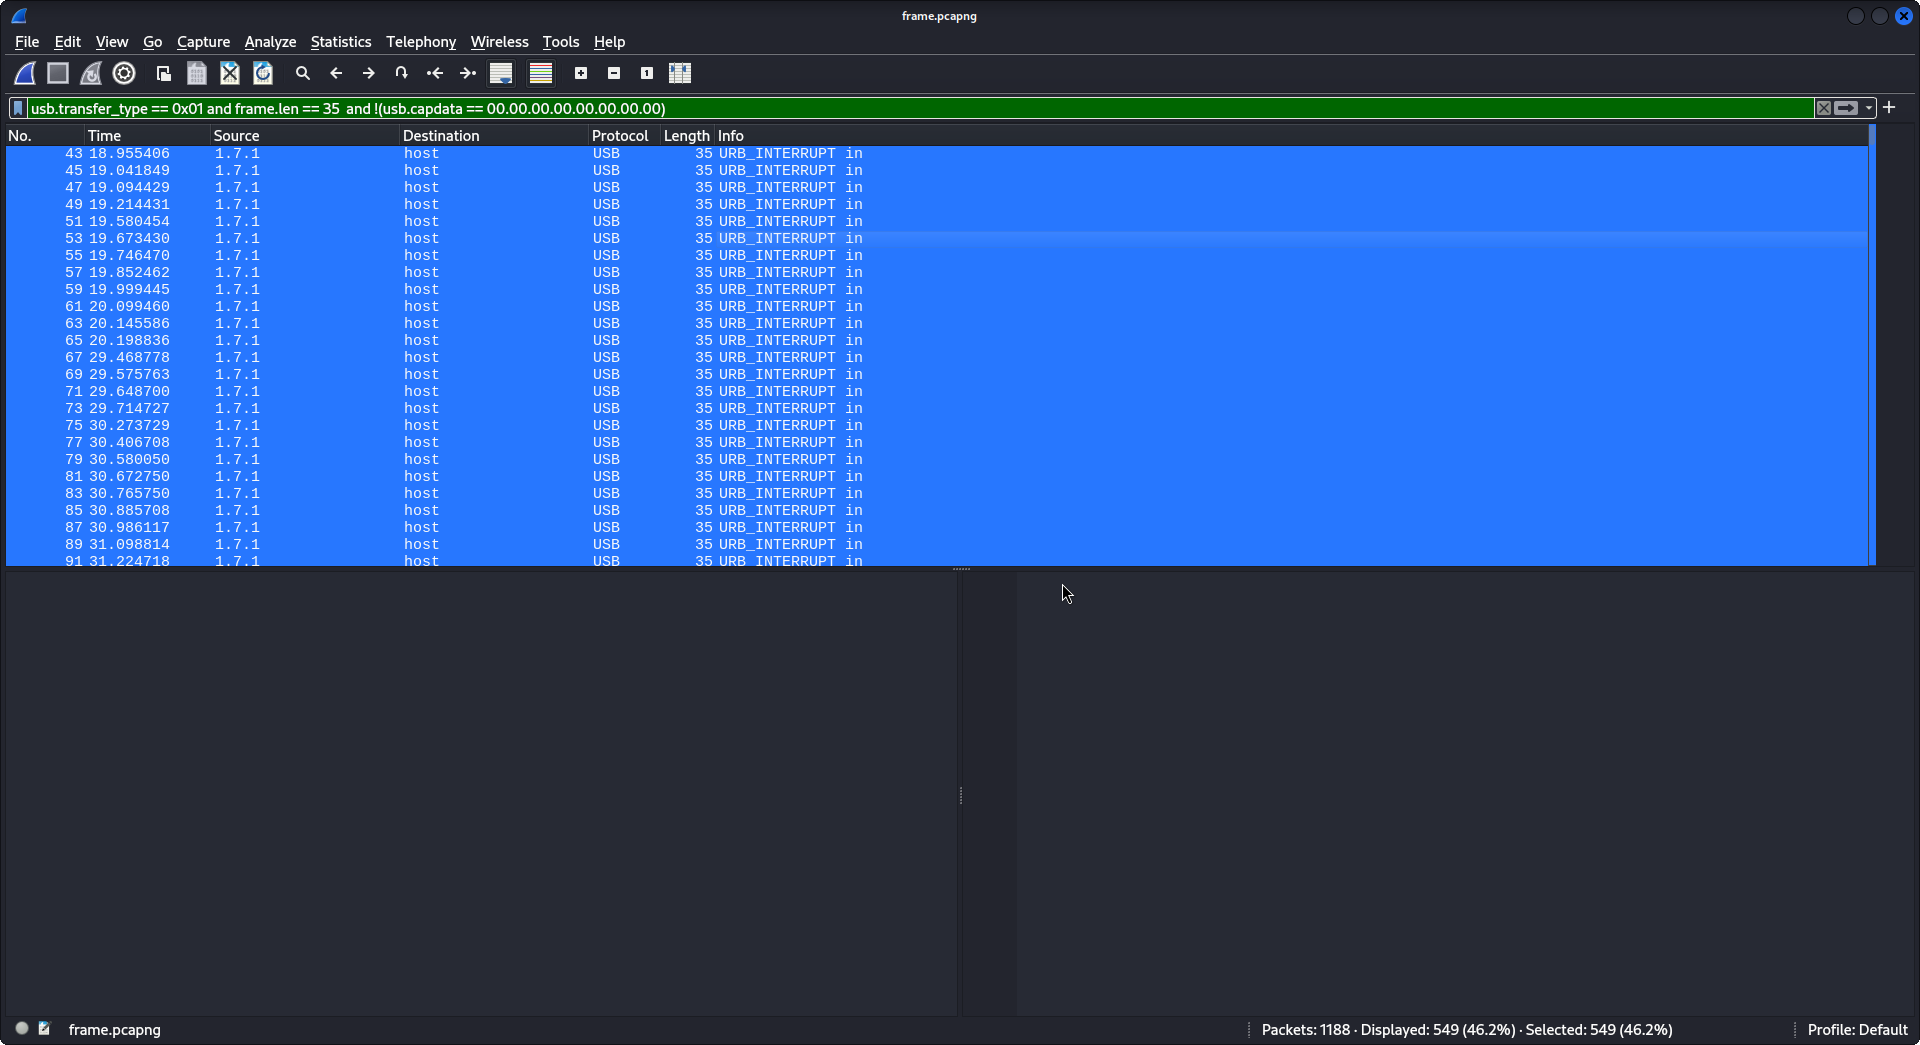 frame.pcapng
File Edit View Go Capture Analyze Statistics Telephony Wireless Tools Help
usb.transfer_type == 0x01 and frame.len == 35  and !(usb.capdata == 00.00.00.00.00.00.00.00)
No. Time Source Destination Protocol Length Info
43 18.955406 1.7.1 host USB 35 URB_INTERRUPT in
45 19.041849 1.7.1 host USB 35 URB_INTERRUPT in
47 19.094429 1.7.1 host USB 35 URB_INTERRUPT in
49 19.214431 1.7.1 host USB 35 URB_INTERRUPT in
51 19.580454 1.7.1 host USB 35 URB_INTERRUPT in
53 19.673430 1.7.1 host USB 35 URB_INTERRUPT in
55 19.746470 1.7.1 host USB 35 URB_INTERRUPT in
57 19.852462 1.7.1 host USB 35 URB_INTERRUPT in
59 19.999445 1.7.1 host USB 35 URB_INTERRUPT in
61 20.099460 1.7.1 host USB 35 URB_INTERRUPT in
63 20.145586 1.7.1 host USB 35 URB_INTERRUPT in
65 20.198836 1.7.1 host USB 35 URB_INTERRUPT in
67 29.468778 1.7.1 host USB 35 URB_INTERRUPT in
69 29.575763 1.7.1 host USB 35 URB_INTERRUPT in
71 29.648700 1.7.1 host USB 35 URB_INTERRUPT in
73 29.714727 1.7.1 host USB 35 URB_INTERRUPT in
75 30.273729 1.7.1 host USB 35 URB_INTERRUPT in
77 30.406708 1.7.1 host USB 35 URB_INTERRUPT in
79 30.580050 1.7.1 host USB 35 URB_INTERRUPT in
81 30.672750 1.7.1 host USB 35 URB_INTERRUPT in
83 30.765750 1.7.1 host USB 35 URB_INTERRUPT in
85 30.885708 1.7.1 host USB 35 URB_INTERRUPT in
87 30.986117 1.7.1 host USB 35 URB_INTERRUPT in
89 31.098814 1.7.1 host USB 35 URB_INTERRUPT in
91 31.224718 1.7.1 host USB 35 URB_INTERRUPT in
frame.pcapng Packets: 1188 · Displayed: 549 (46.2%) · Selected: 549 (46.2%) Profile: Default